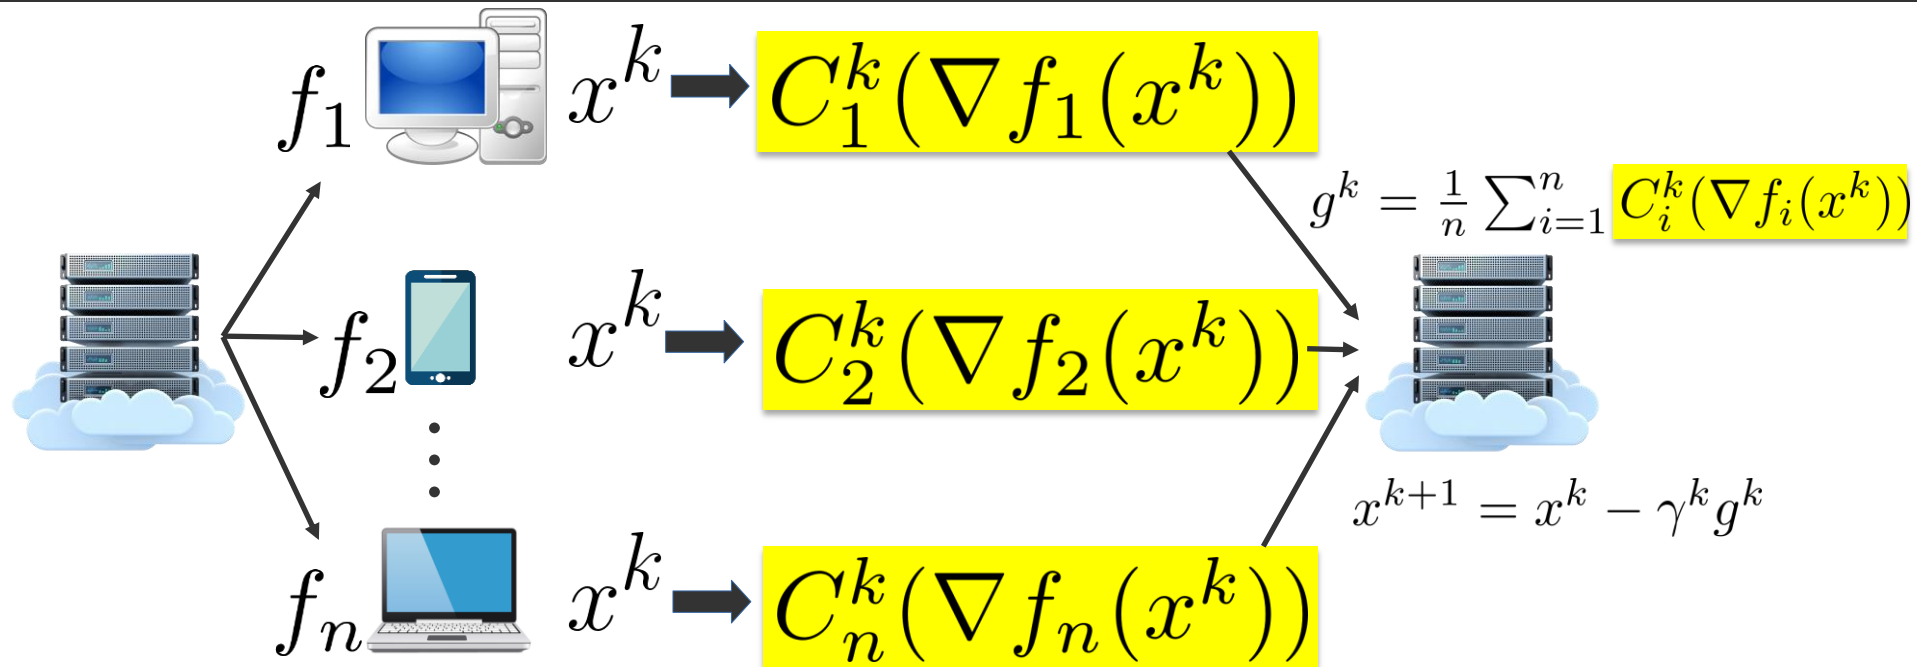 f_1 x^k C_1^k(∇f_1(x^k))
g^k = \frac{1}{n} \sum_{i=1}^n C_i^k(∇f_i(x^k))
f_2 x^k C_2^k(∇f_2(x^k))
x^{k+1} = x^k − γ^k g^k
f_n x^k C_n^k(∇f_n(x^k))